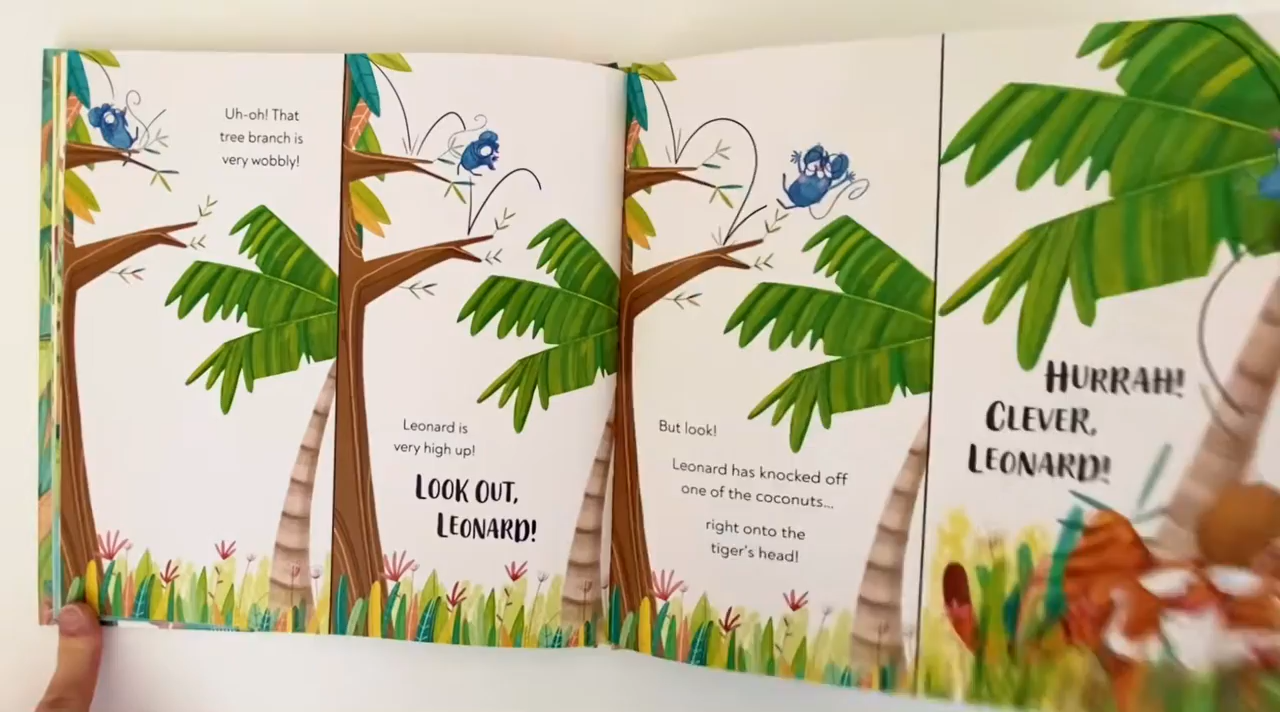 Uh-oh! That
tree branch is
very wobbly!
Leonard is
very high up!
LOOK OUT,
LEONARD!
But look!
Leonard has knocked off
one of the coconuts...
right onto the
tiger's head!
HURRAH!
CLEVER,
LEONARD!